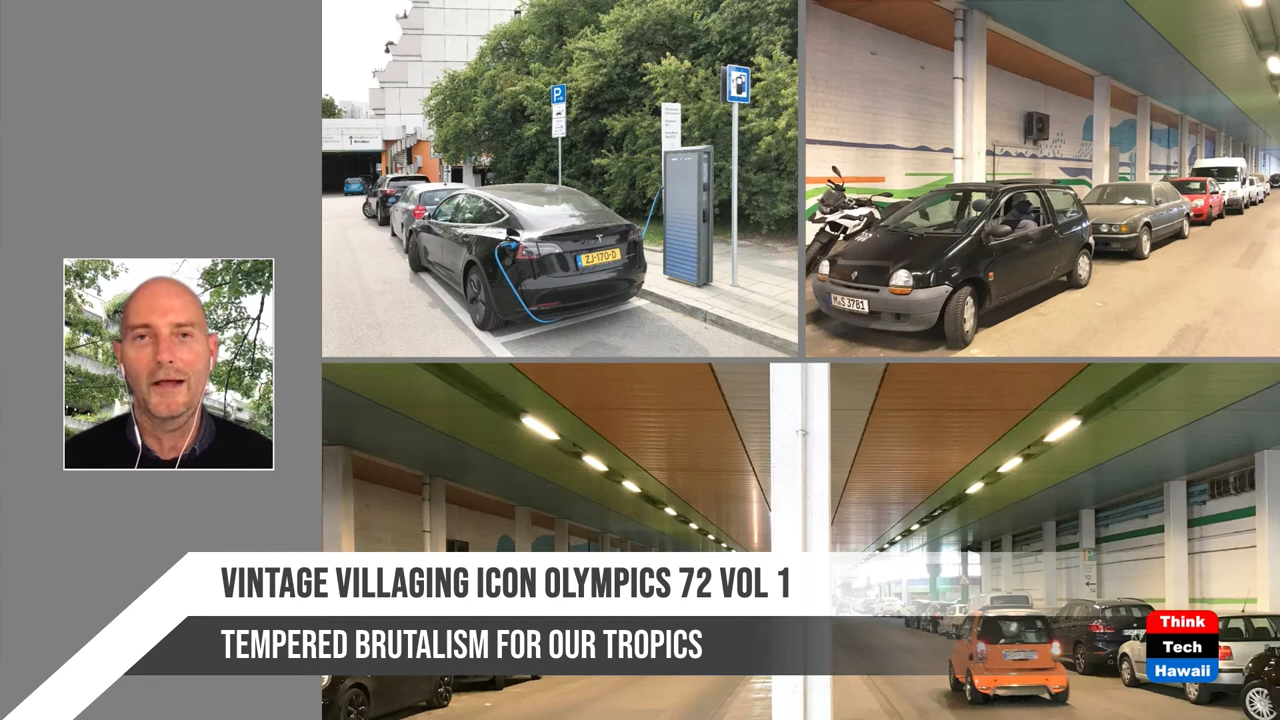 P
ZJ-170-D
M S 3781
VINTAGE VILLAGING ICON OLYMPICS 72 VOL 1
TEMPERED BRUTALISM FOR OUR TROPICS
Think
Tech
Hawaii